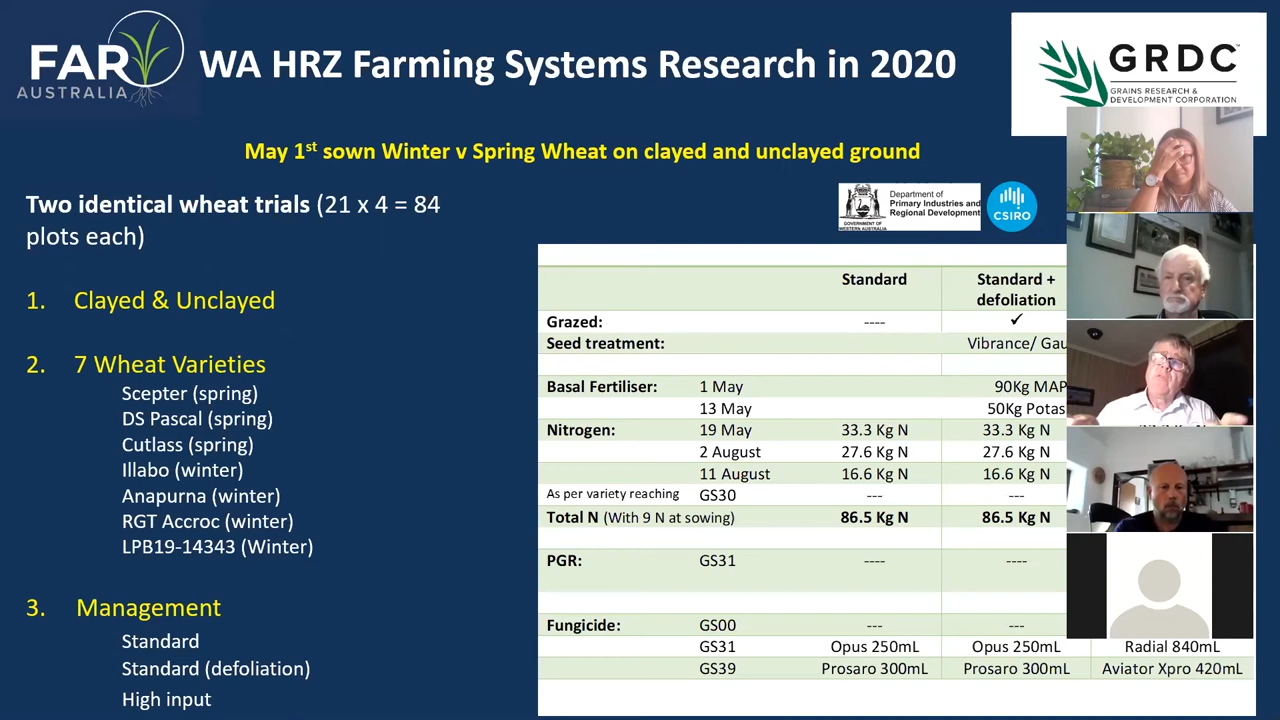 FAR
AUSTRALIA
WA HRZ Farming Systems Research in 2020
GRDC™
GRAINS RESEARCH &
DEVELOPMENT CORPORATION
May 1st sown Winter v Spring Wheat on clayed and unclayed ground
Two identical wheat trials (21 x 4 = 84
plots each)
1. Clayed & Unclayed
2. 7 Wheat Varieties
Scepter (spring)
DS Pascal (spring)
Cutlass (spring)
Illabo (winter)
Anapurna (winter)
RGT Accroc (winter)
LPB19-14343 (Winter)
3. Management
Standard
Standard (defoliation)
High input
GOVERNMENT OF
WESTERN AUSTRALIA
Department of
Primary Industries and
Regional Development
CSIRO
Standard Standard +
defoliation
Grazed: ---- ✓
Seed treatment: Vibrance/ Gau
Basal Fertiliser: 1 May 90Kg MAP
13 May 50Kg Potas
Nitrogen: 19 May 33.3 Kg N 33.3 Kg N
2 August 27.6 Kg N 27.6 Kg N
11 August 16.6 Kg N 16.6 Kg N
As per variety reaching GS30 --- ---
Total N (With 9 N at sowing) 86.5 Kg N 86.5 Kg N
PGR: GS31 ---- ----
Fungicide: GS00 --- ---
GS31 Opus 250mL Opus 250mL Radial 840mL
GS39 Prosaro 300mL Prosaro 300mL Aviator Xpro 420mL